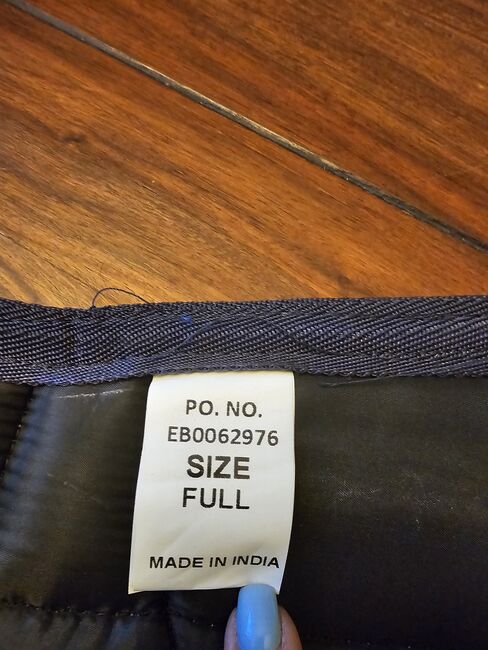 PO. NO.
EB0062976
SIZE
FULL
MADE IN INDIA